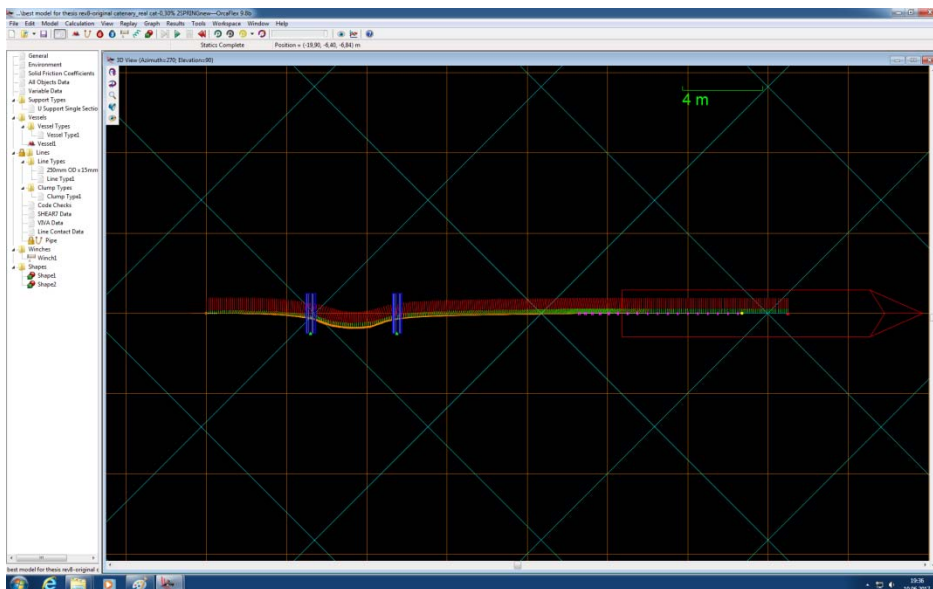 ...\best model for thesis rev8-original catenary_real cat-0,30% 2SPRINGnew—OrcaFlex 9.8b
File Edit Model Calculation View Replay Graph Results Tools Workspace Window Help
Statics Complete
Position = (-19,90, -6,40, -6,84) m
General
Environment
Solid Friction Coefficients
All Objects Data
Variable Data
Support Types
U Support Single Sectio
Vessels
Vessel Types
Vessel Type1
Vessel1
Lines
Line Types
250mm OD x 15mm
Line Type1
Clump Types
Clump Type1
Code Checks
SHEAR7 Data
VIVA Data
Line Contact Data
Pipe
Winches
Winch1
Shapes
Shape1
Shape2
3D View (Azimuth=270; Elevation=80)
4 m
best model for thesis rev8-original c
19:36